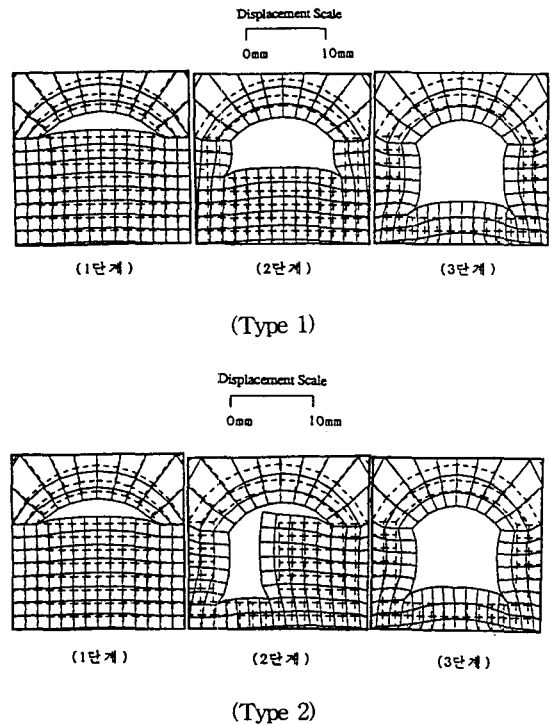 Displacement Scale
0mm 10mm
(1단계) (2단계) (3단계)
(Type 1)
Displacement Scale
0mm 10mm
(1단계) (2단계) (3단계)
(Type 2)